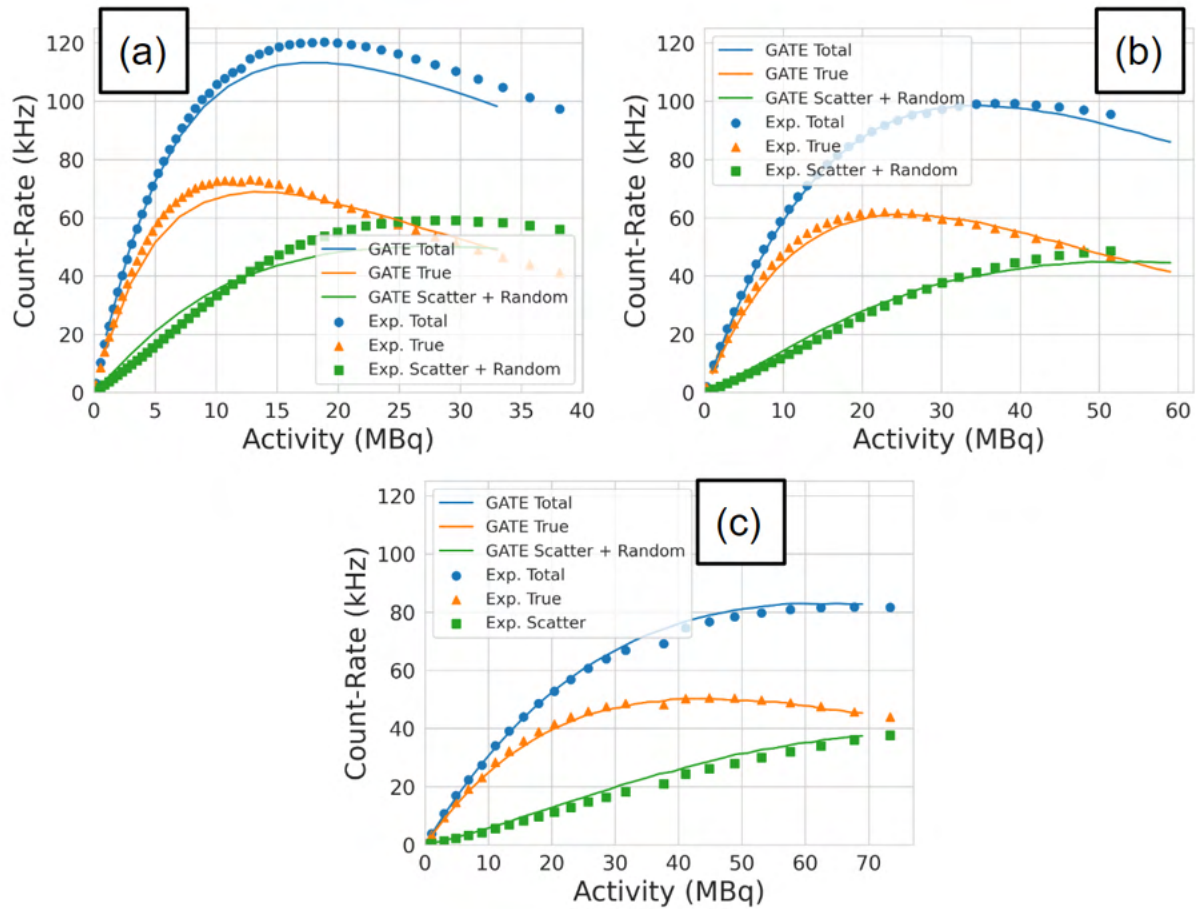 (a)
120
100
80
60
40
20
0
Count-Rate (kHz)
GATE Total
GATE True
GATE Scatter + Random
Exp. Total
Exp. True
Exp. Scatter + Random
0 5 10 15 20 25 30 35 40
Activity (MBq)
(b)
120
100
80
60
40
20
0
Count-Rate (kHz)
GATE Total
GATE True
GATE Scatter + Random
Exp. Total
Exp. True
Exp. Scatter + Random
0 10 20 30 40 50 60
Activity (MBq)
(c)
120
100
80
60
40
20
0
Count-Rate (kHz)
GATE Total
GATE True
GATE Scatter + Random
Exp. Total
Exp. True
Exp. Scatter
0 10 20 30 40 50 60 70
Activity (MBq)